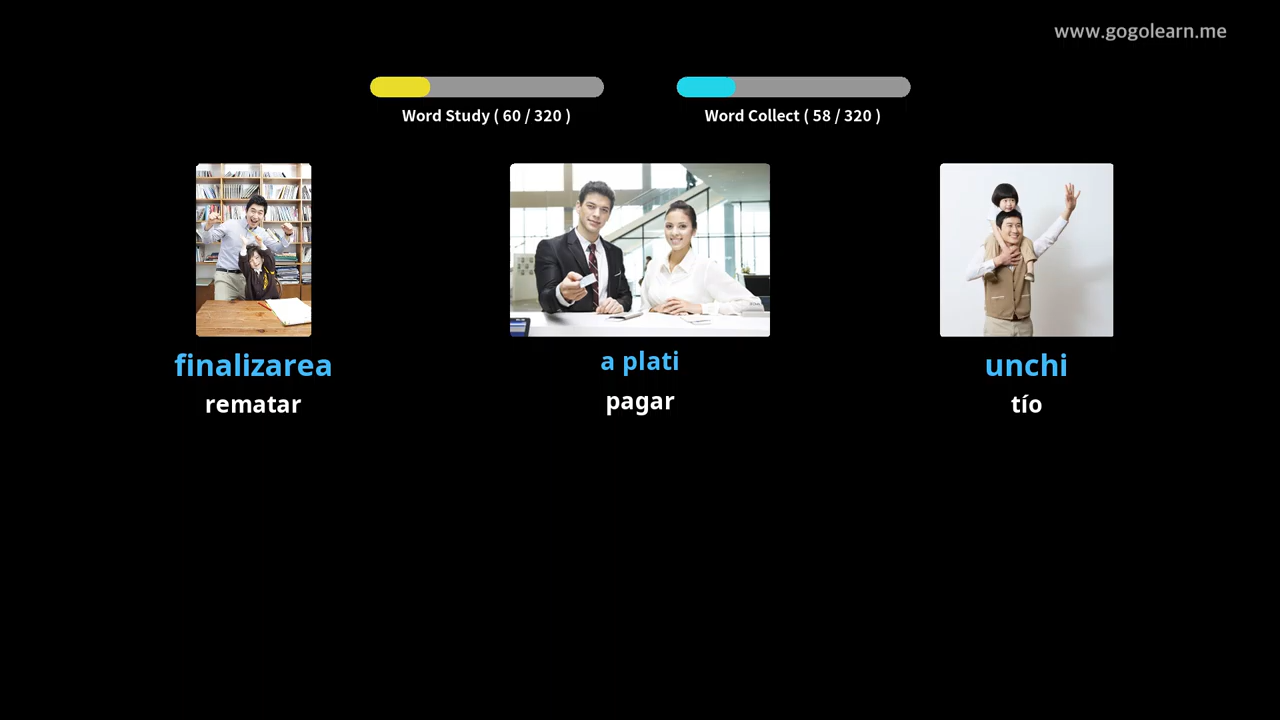 www.gogolearn.me
Word Study ( 60 / 320 )
Word Collect ( 58 / 320 )
finalizarea
rematar
a plati
pagar
unchi
tío